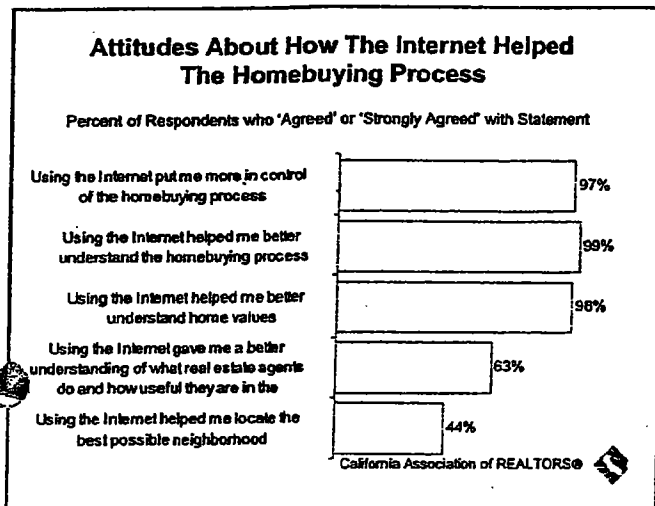 Attitudes About How The Internet Helped
The Homebuying Process
Percent of Respondents who 'Agreed' or 'Strongly Agreed' with Statement
Using the Internet put me more in control
of the homebuying process
97%
Using the Internet helped me better
understand the homebuying process
99%
Using the Internet helped me better
understand home values
96%
Using the Internet gave me a better
understanding of what real estate agents
do and how useful they are in the
63%
Using the Internet helped me locate the
best possible neighborhood
44%
California Association of REALTORS®